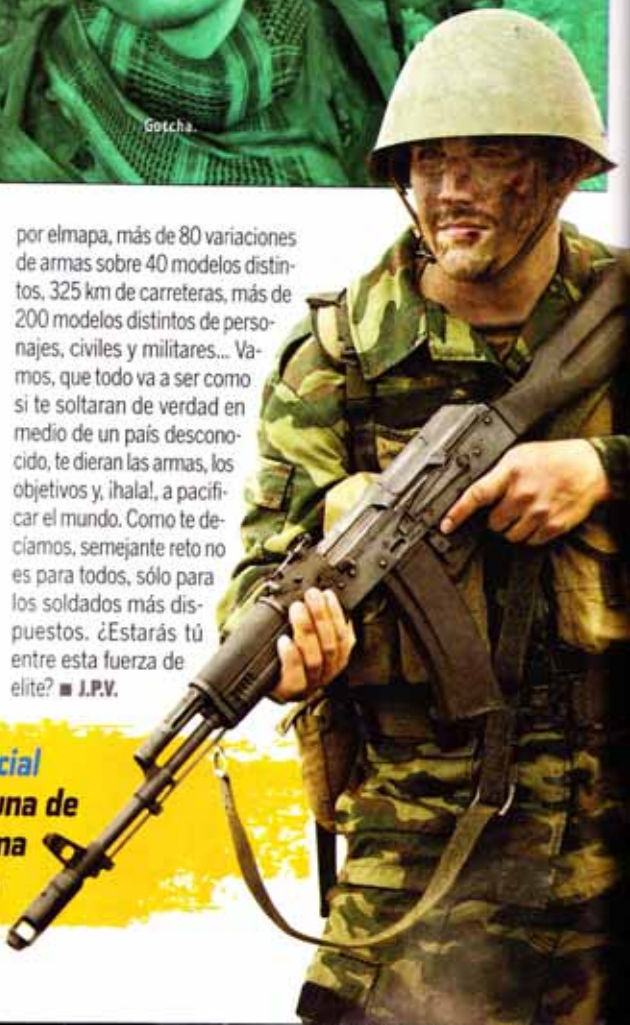 Gotcha.
por elmapa, más de 80 variaciones
de armas sobre 40 modelos distin-
tos, 325 km de carreteras, más de
200 modelos distintos de perso-
najes, civiles y militares... Va-
mos, que todo va a ser como
si te soltaran de verdad en
medio de un país descono-
cido, te dieran las armas, los
objetivos y, ¡hala!, a pacifi-
car el mundo. Como te de-
cíamos, semejante reto no
es para todos, sólo para
los soldados más dis-
puestos. ¿Estarás tú
entre esta fuerza de
elite? ■ J.P.V.
cial
una de
na